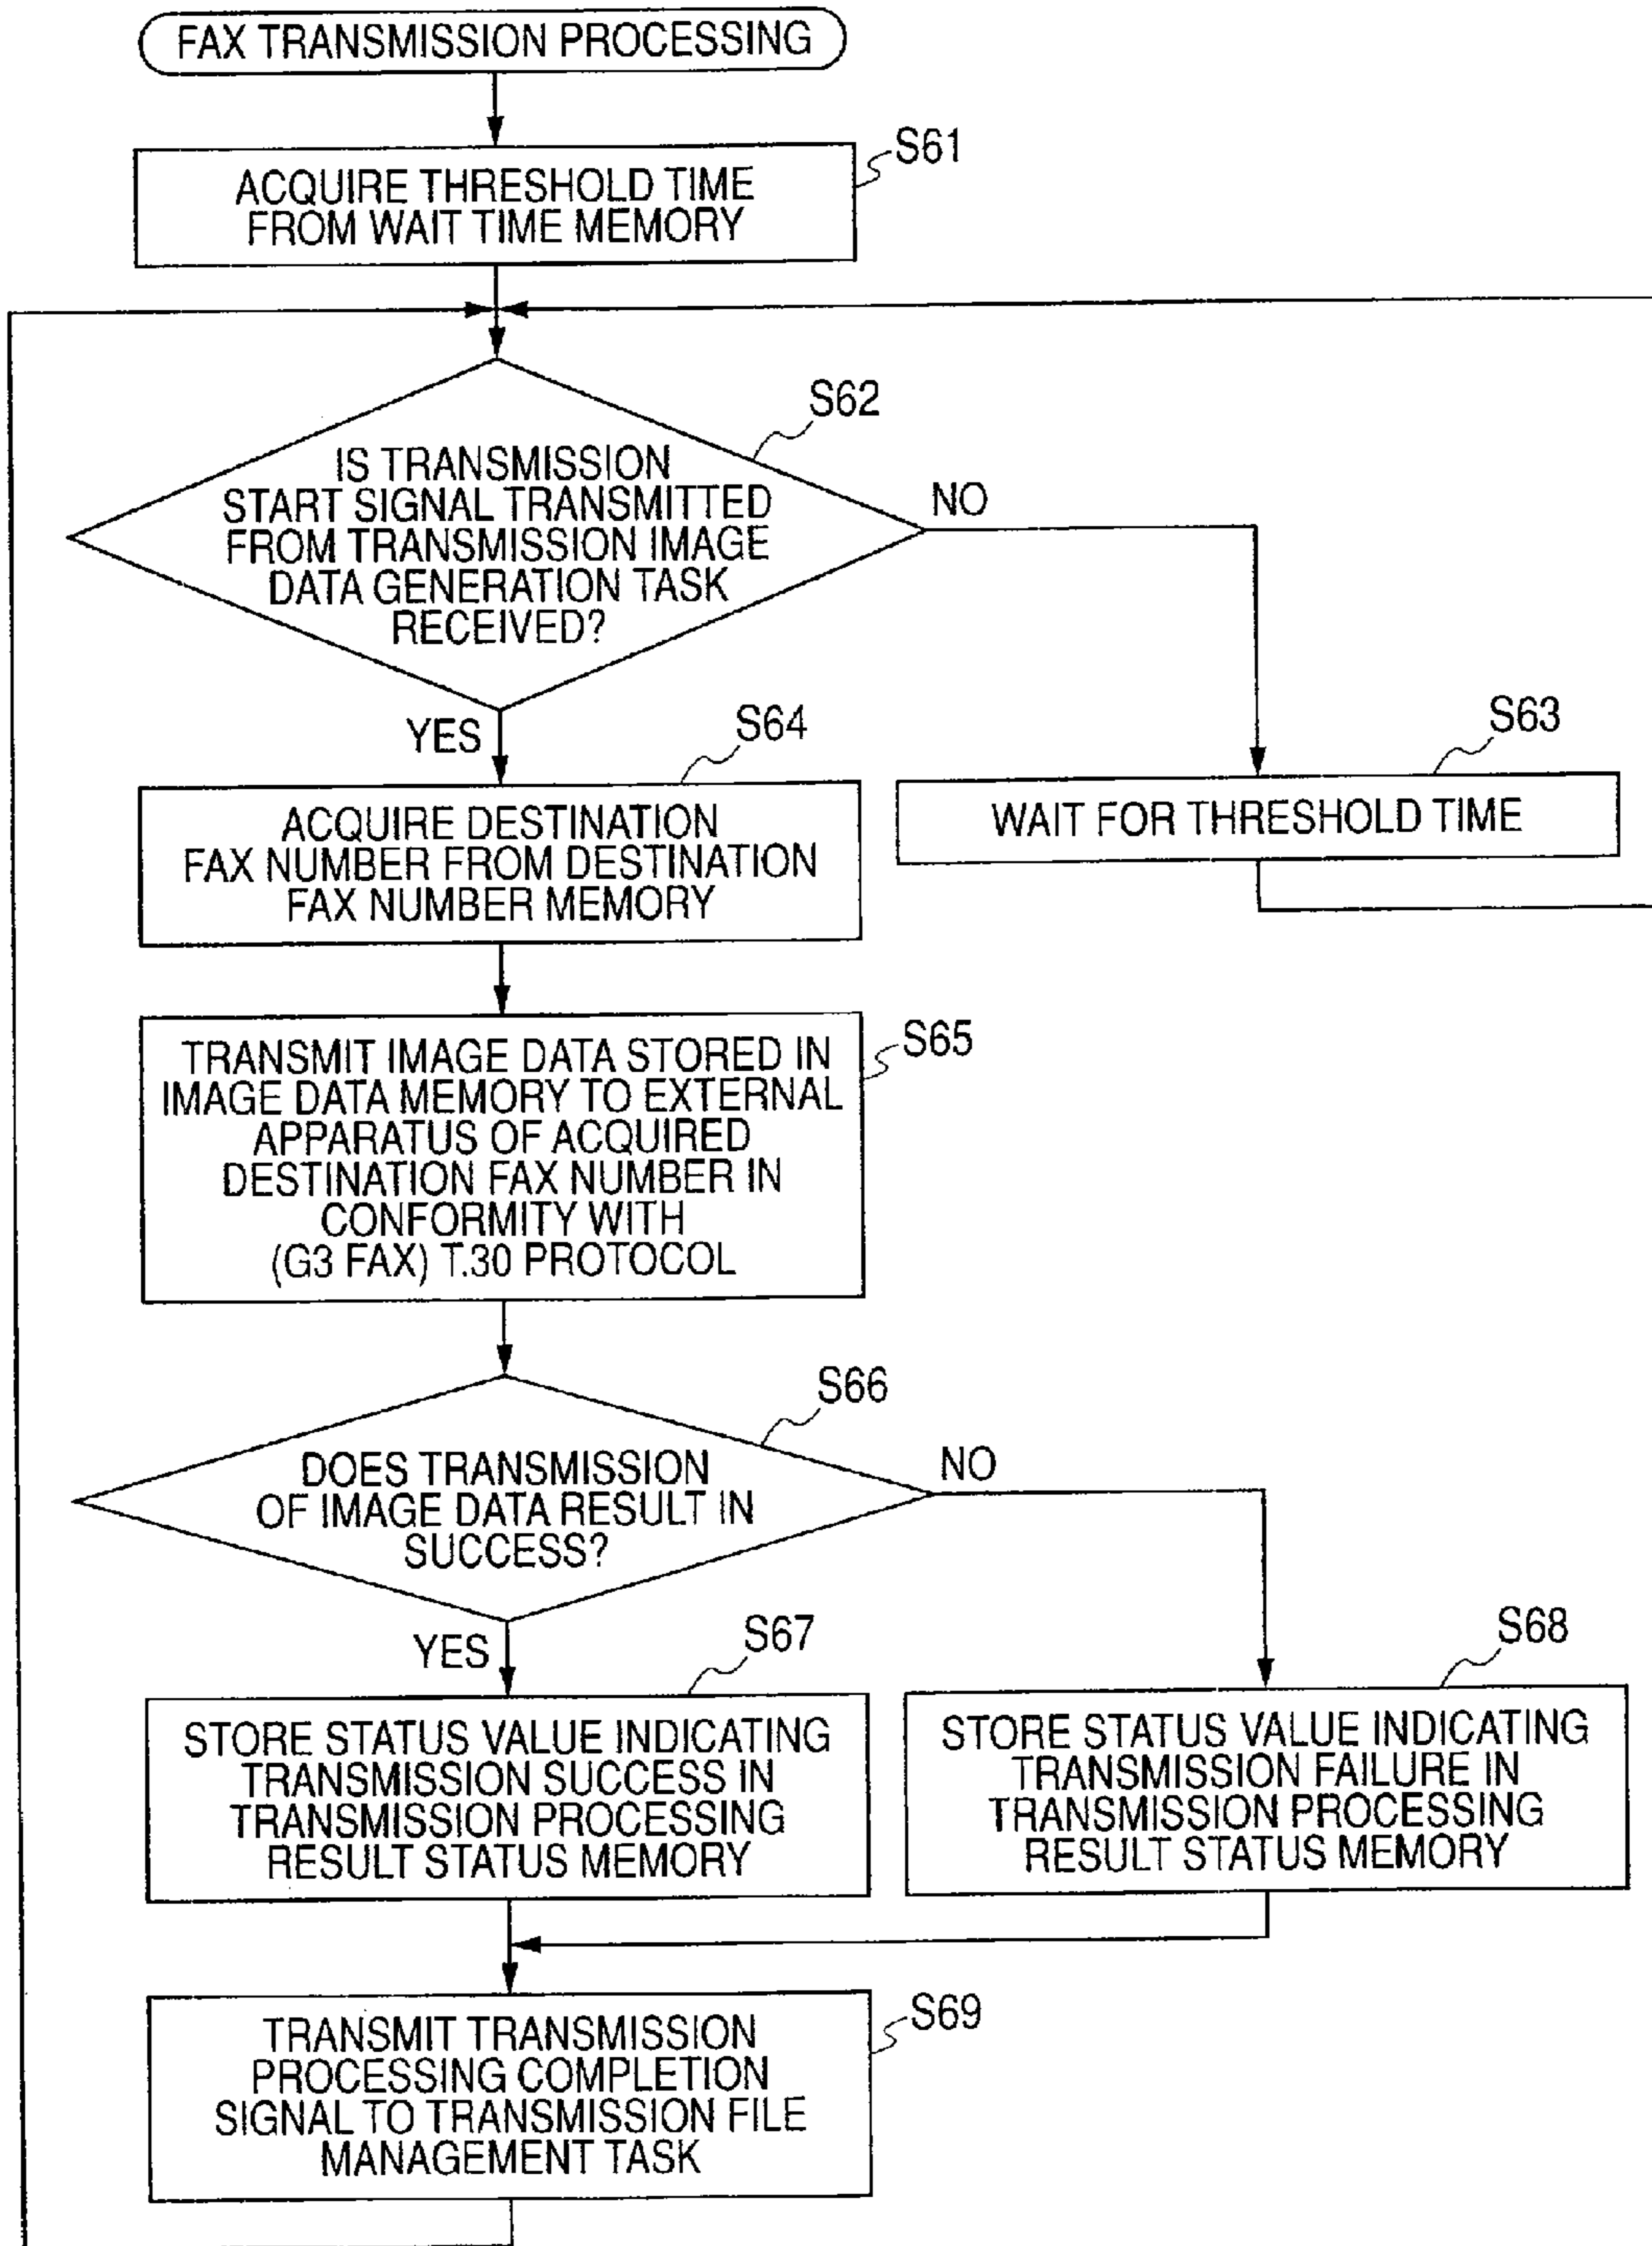 FAX TRANSMISSION PROCESSING
S61
ACQUIRE THRESHOLD TIME
FROM WAIT TIME MEMORY
S62
IS TRANSMISSION
START SIGNAL TRANSMITTED
FROM TRANSMISSION IMAGE
DATA GENERATION TASK
RECEIVED?
NO
YES
S63
WAIT FOR THRESHOLD TIME
S64
ACQUIRE DESTINATION
FAX NUMBER FROM DESTINATION
FAX NUMBER MEMORY
S65
TRANSMIT IMAGE DATA STORED IN
IMAGE DATA MEMORY TO EXTERNAL
APPARATUS OF ACQUIRED
DESTINATION FAX NUMBER IN
CONFORMITY WITH
(G3 FAX) T.30 PROTOCOL
S66
DOES TRANSMISSION
OF IMAGE DATA RESULT IN
SUCCESS?
NO
YES
S67
STORE STATUS VALUE INDICATING
TRANSMISSION SUCCESS IN
TRANSMISSION PROCESSING
RESULT STATUS MEMORY
S68
STORE STATUS VALUE INDICATING
TRANSMISSION FAILURE IN
TRANSMISSION PROCESSING
RESULT STATUS MEMORY
S69
TRANSMIT TRANSMISSION
PROCESSING COMPLETION
SIGNAL TO TRANSMISSION FILE
MANAGEMENT TASK